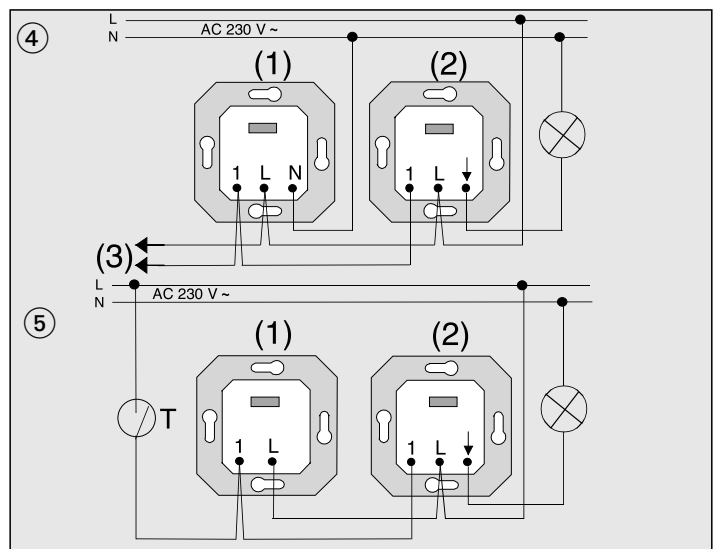 ④
L
N
AC 230 V ~
(1)
(2)
1 L N
1 L ↓
(3)
L
N
AC 230 V ~
⑤
(1)
(2)
T
1 L
1 L ↓